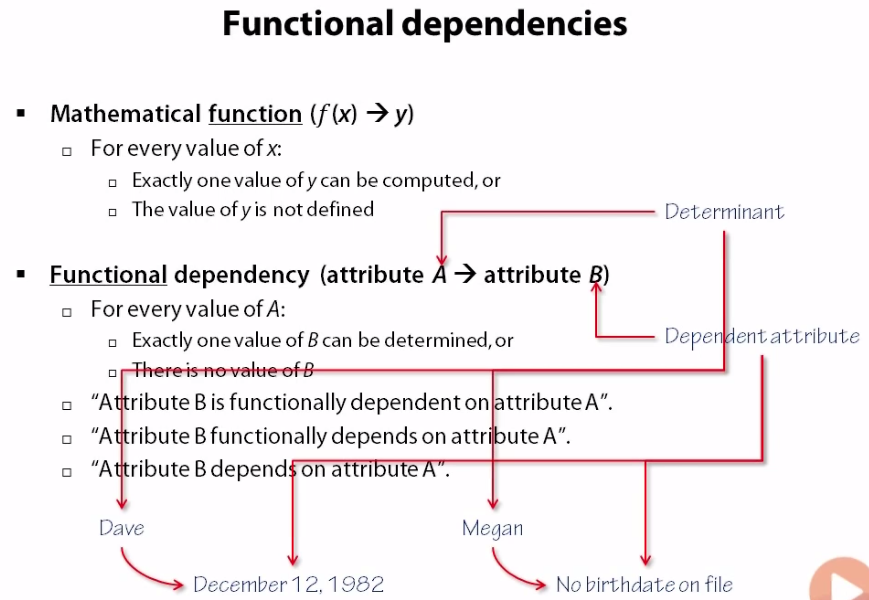 Functional dependencies
▪ Mathematical function (f (x) → y)
▫ For every value of x:
▫ Exactly one value of y can be computed, or
▫ The value of y is not defined
Determinant
▪ Functional dependency (attribute A → attribute B)
▫ For every value of A:
▫ Exactly one value of B can be determined, or
Dependent attribute
▫ There is no value of B
▫ “Attribute B is functionally dependent on attribute A”.
▫ “Attribute B functionally depends on attribute A”.
▫ “Attribute B depends on attribute A”.
Dave
Megan
December 12, 1982
No birthdate on file